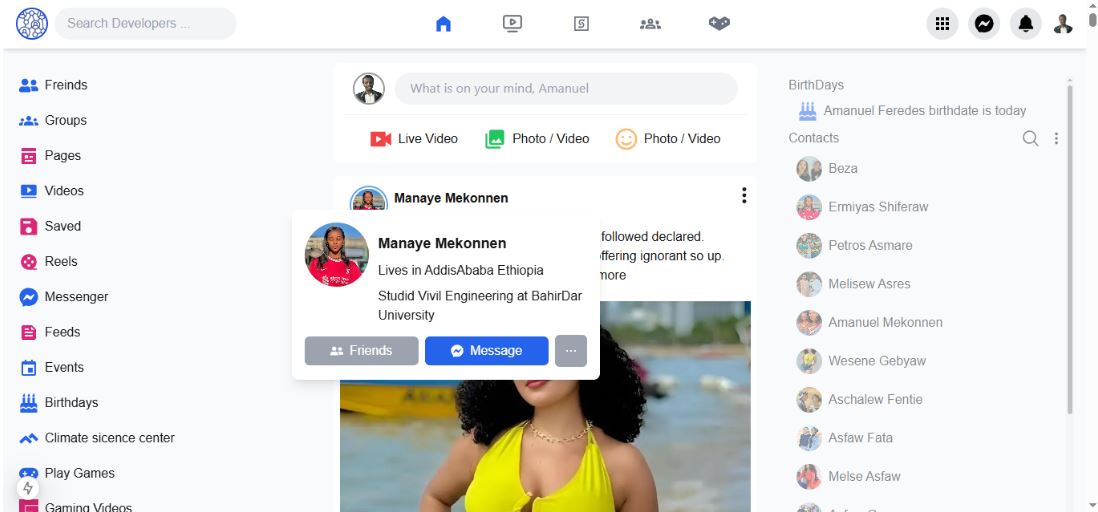 Search Developers ...
Freinds
Groups
Pages
Videos
Saved
Reels
Messenger
Feeds
Events
Birthdays
Climate sicence center
Play Games
Gaming Videos
What is on your mind, Amanuel
Live Video
Photo / Video
Photo / Video
Manaye Mekonnen
followed declared.
ffering ignorant so up.
more
Manaye Mekonnen
Lives in AddisAbaba Ethiopia
Studid Vivil Engineering at BahirDar
University
Friends
Message
...
BirthDays
Amanuel Feredes birthdate is today
Contacts
Beza
Ermiyas Shiferaw
Petros Asmare
Melisew Asres
Amanuel Mekonnen
Wesene Gebyaw
Aschalew Fentie
Asfaw Fata
Melse Asfaw